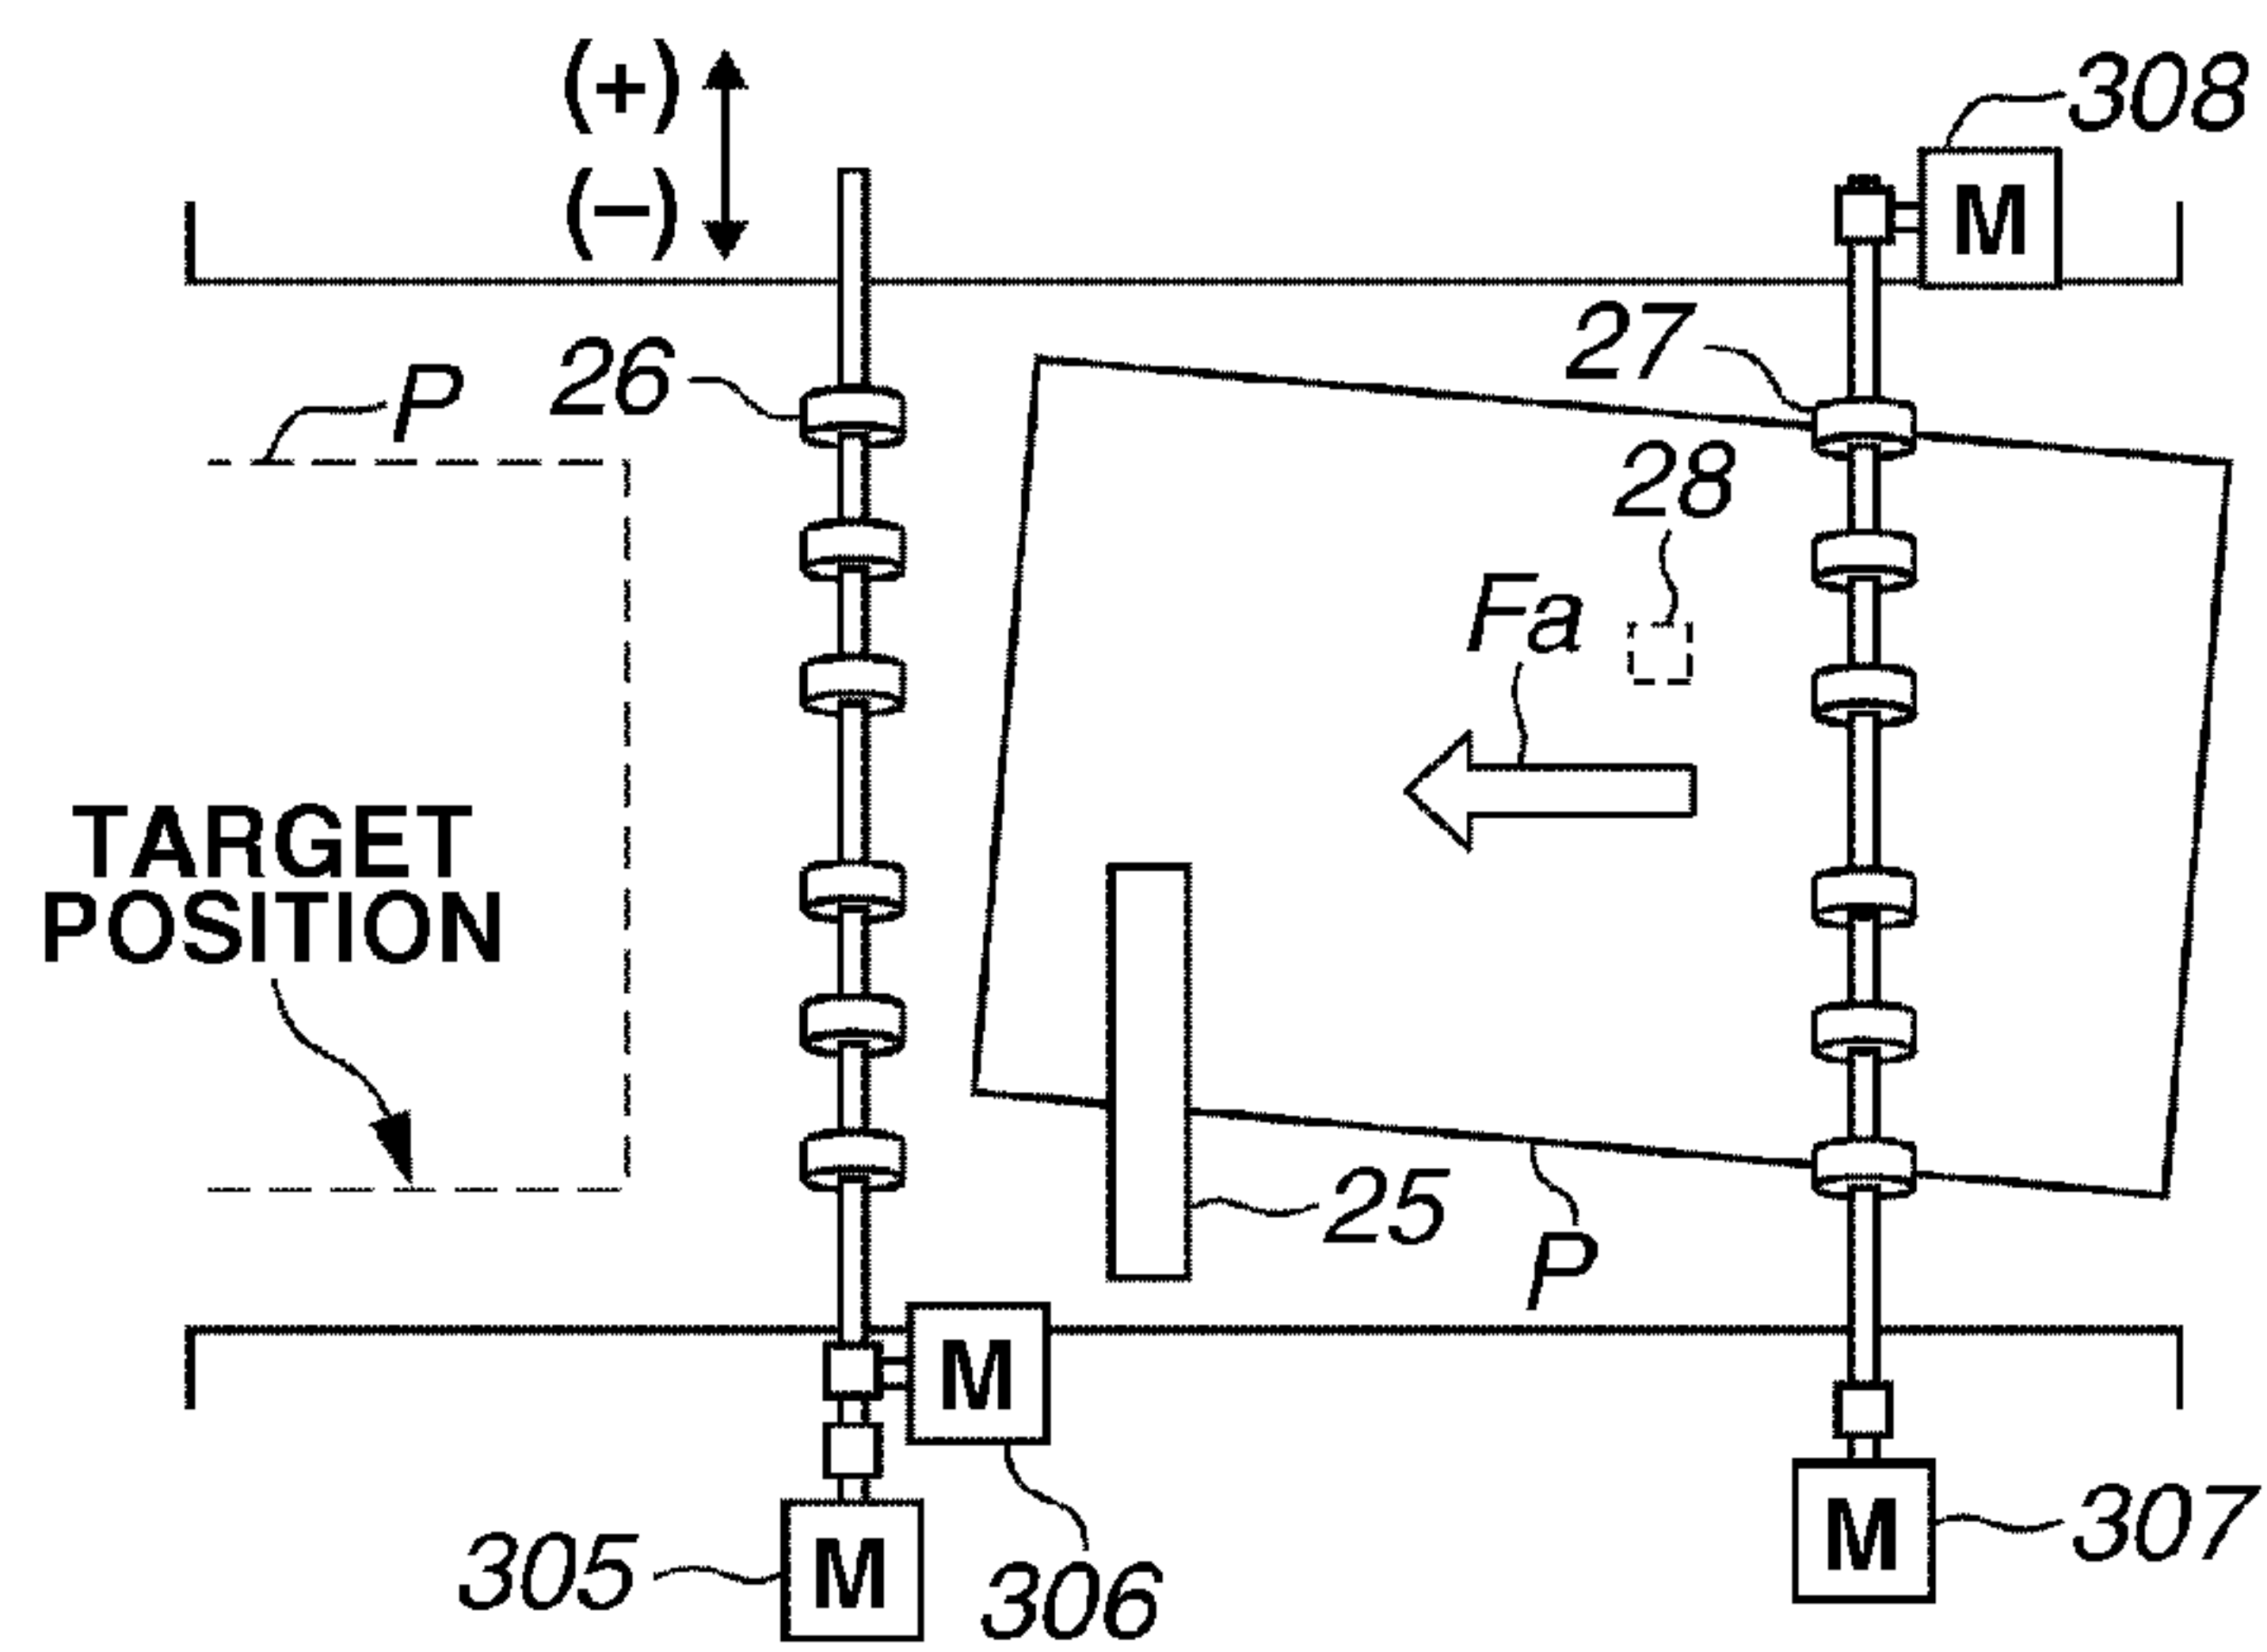 (+)
308
(−)
M
27
26
P
28
Fa
TARGET
POSITION
25
P
M
M
M
305
306
307